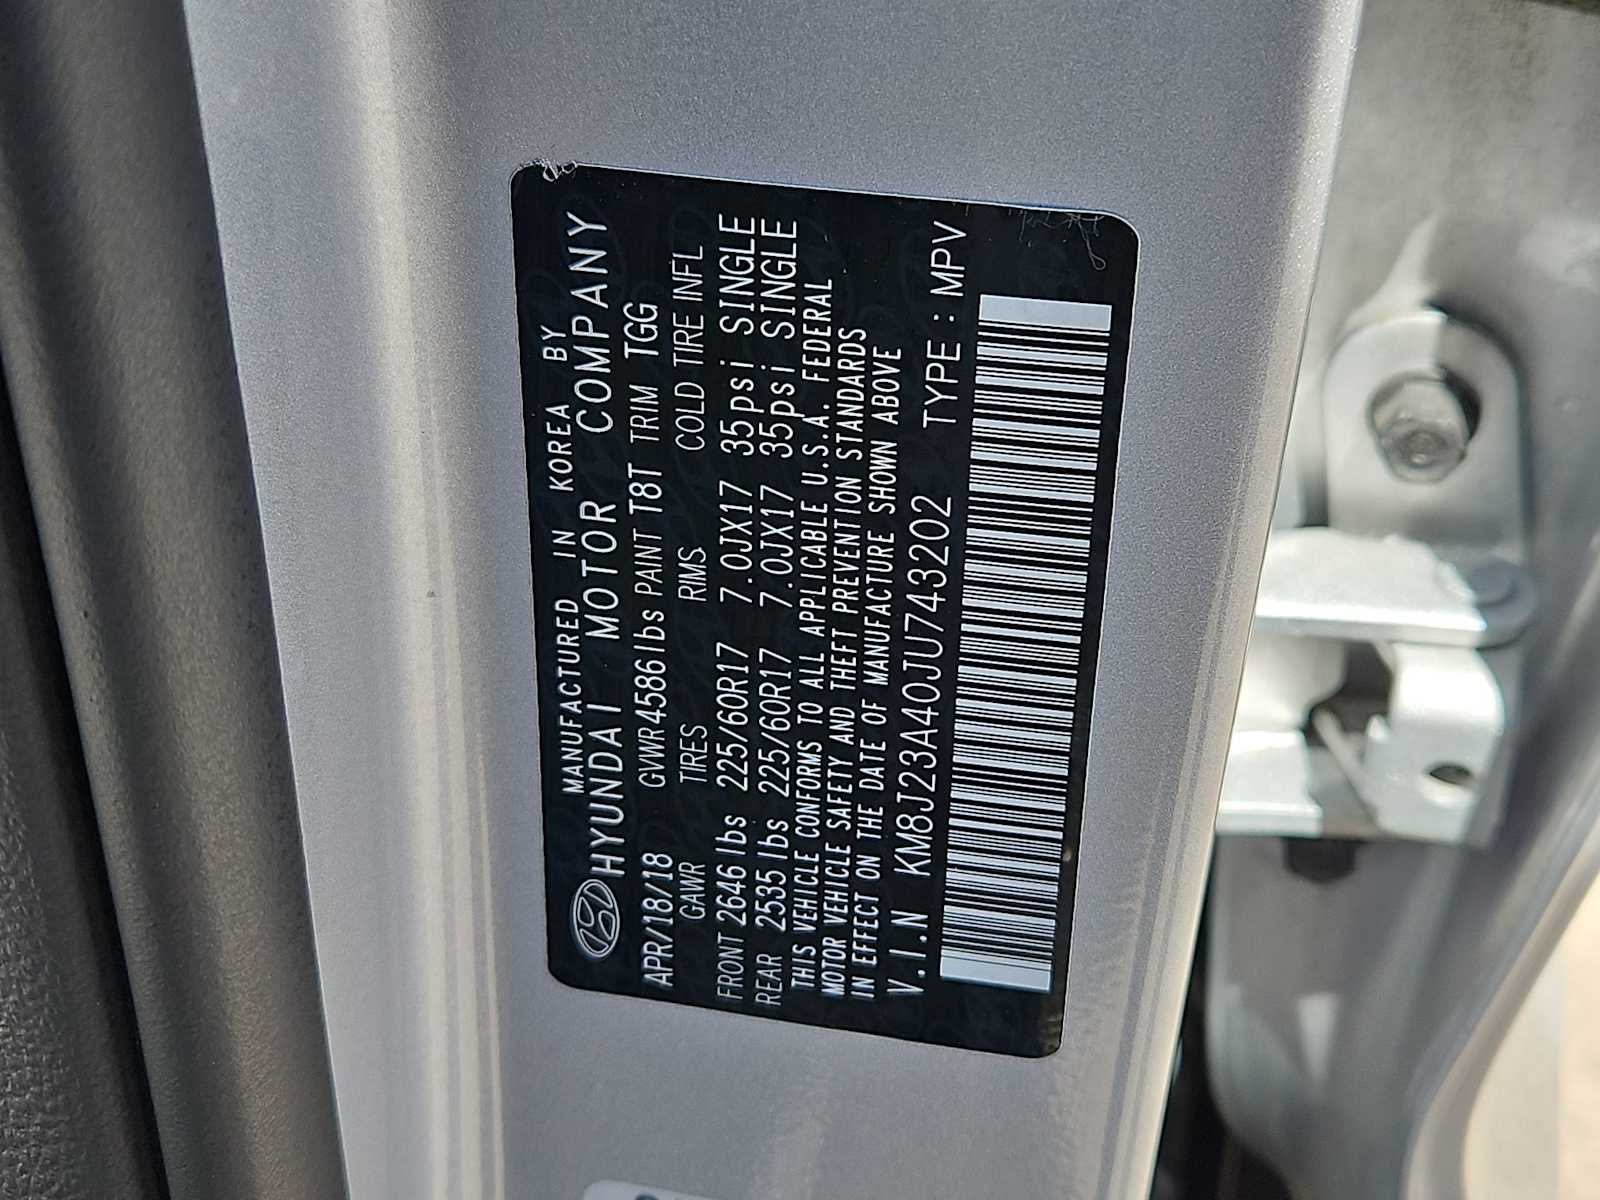 MANUFACTURED IN KOREA BY
HYUNDAI MOTOR COMPANY
APR/18/18 GVWR 4586lbs PAINT T8T TRIM TGG
GAWR TIRES RIMS COLD TIRE INFL
FRONT 2646 lbs 225/60R17 7.0JX17 35psi SINGLE
REAR 2535 lbs 225/60R17 7.0JX17 35psi SINGLE
THIS VEHICLE CONFORMS TO ALL APPLICABLE U.S.A. FEDERAL
MOTOR VEHICLE SAFETY AND THEFT PREVENTION STANDARDS
IN EFFECT ON THE DATE OF MANUFACTURE SHOWN ABOVE
V.I.N KM8J23A40JU743202 TYPE : MPV